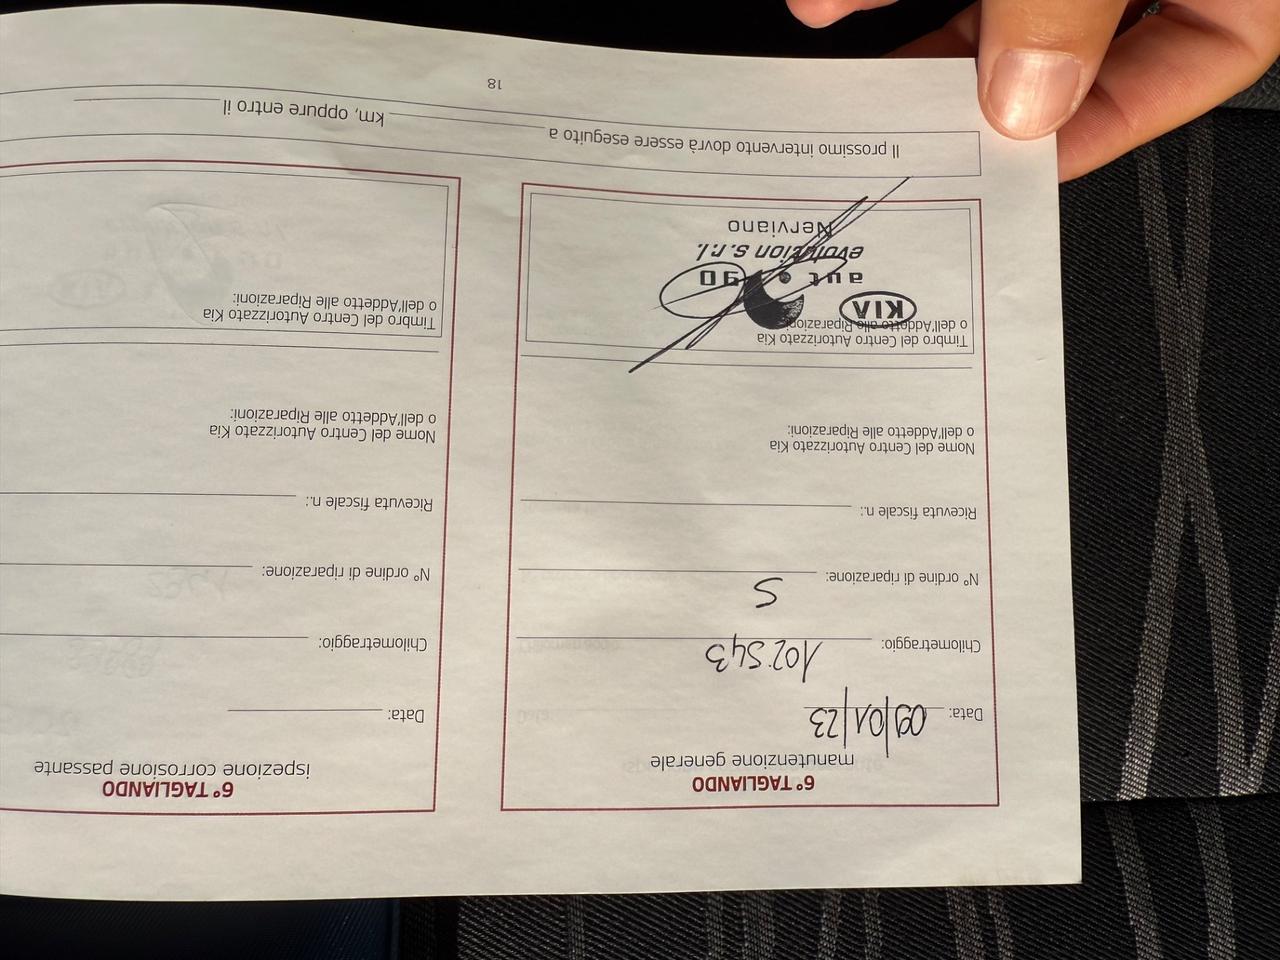 6° TAGLIANDO
manutenzione generale
Data: 09/01/23
Chilometraggio: 102543
N° ordine di riparazione: S
Ricevuta fiscale n.:
Nome del Centro Autorizzato Kia
o dell'Addetto alle Riparazioni:
Timbro del Centro Autorizzato Kia
o dell'Addetto alle Riparazioni:
KIA
auto 90
evolution s.r.l.
Nerviano
6° TAGLIANDO
ispezione corrosione passante
Data:
Chilometraggio:
N° ordine di riparazione:
Ricevuta fiscale n.:
Nome del Centro Autorizzato Kia
o dell'Addetto alle Riparazioni:
Timbro del Centro Autorizzato Kia
o dell'Addetto alle Riparazioni:
Il prossimo intervento dovrà essere eseguito a km, oppure entro il
18